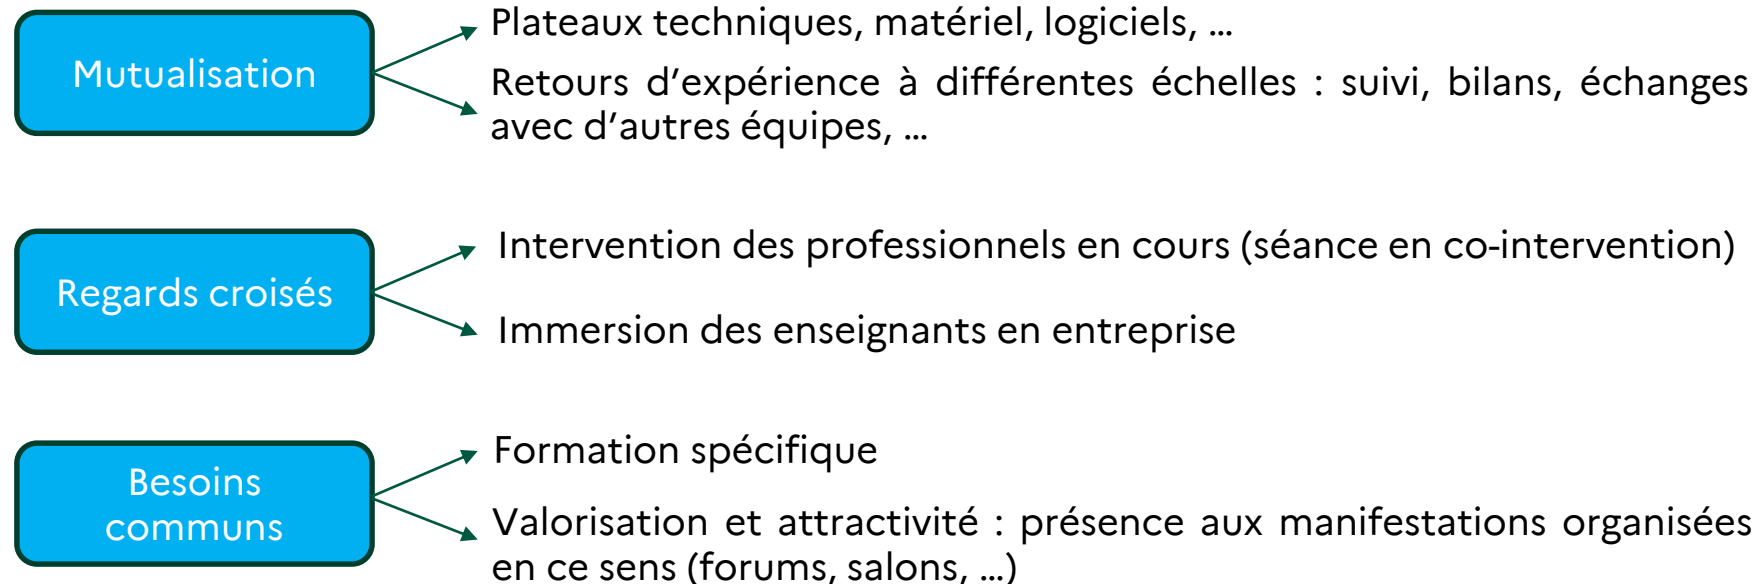 Mutualisation
Plateaux techniques, matériel, logiciels, …
Retours d’expérience à différentes échelles : suivi, bilans, échanges
avec d’autres équipes, …
Regards croisés
Intervention des professionnels en cours (séance en co-intervention)
Immersion des enseignants en entreprise
Besoins
communs
Formation spécifique
Valorisation et attractivité : présence aux manifestations organisées
en ce sens (forums, salons, …)